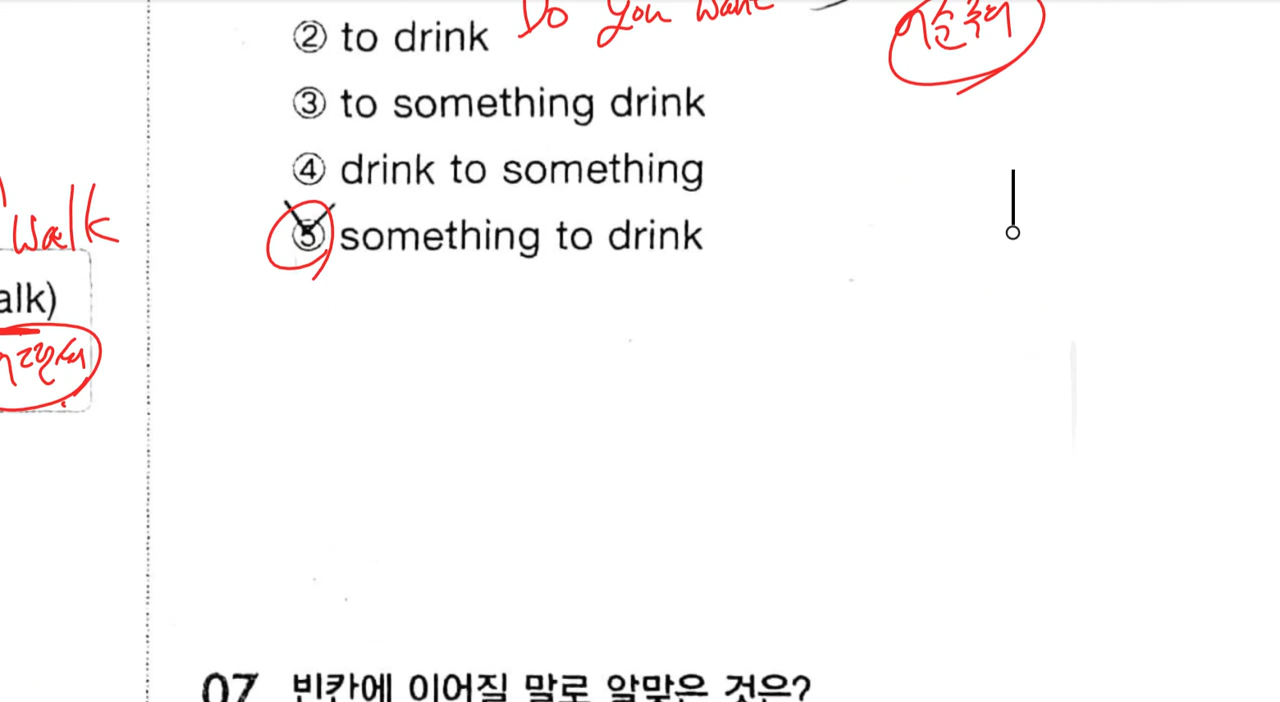 ② to drink Do you want
③ to something drink
④ drink to something
walk
⑤ something to drink
alk)
07 빈칸에 이어질 말로 알맞은 것은?